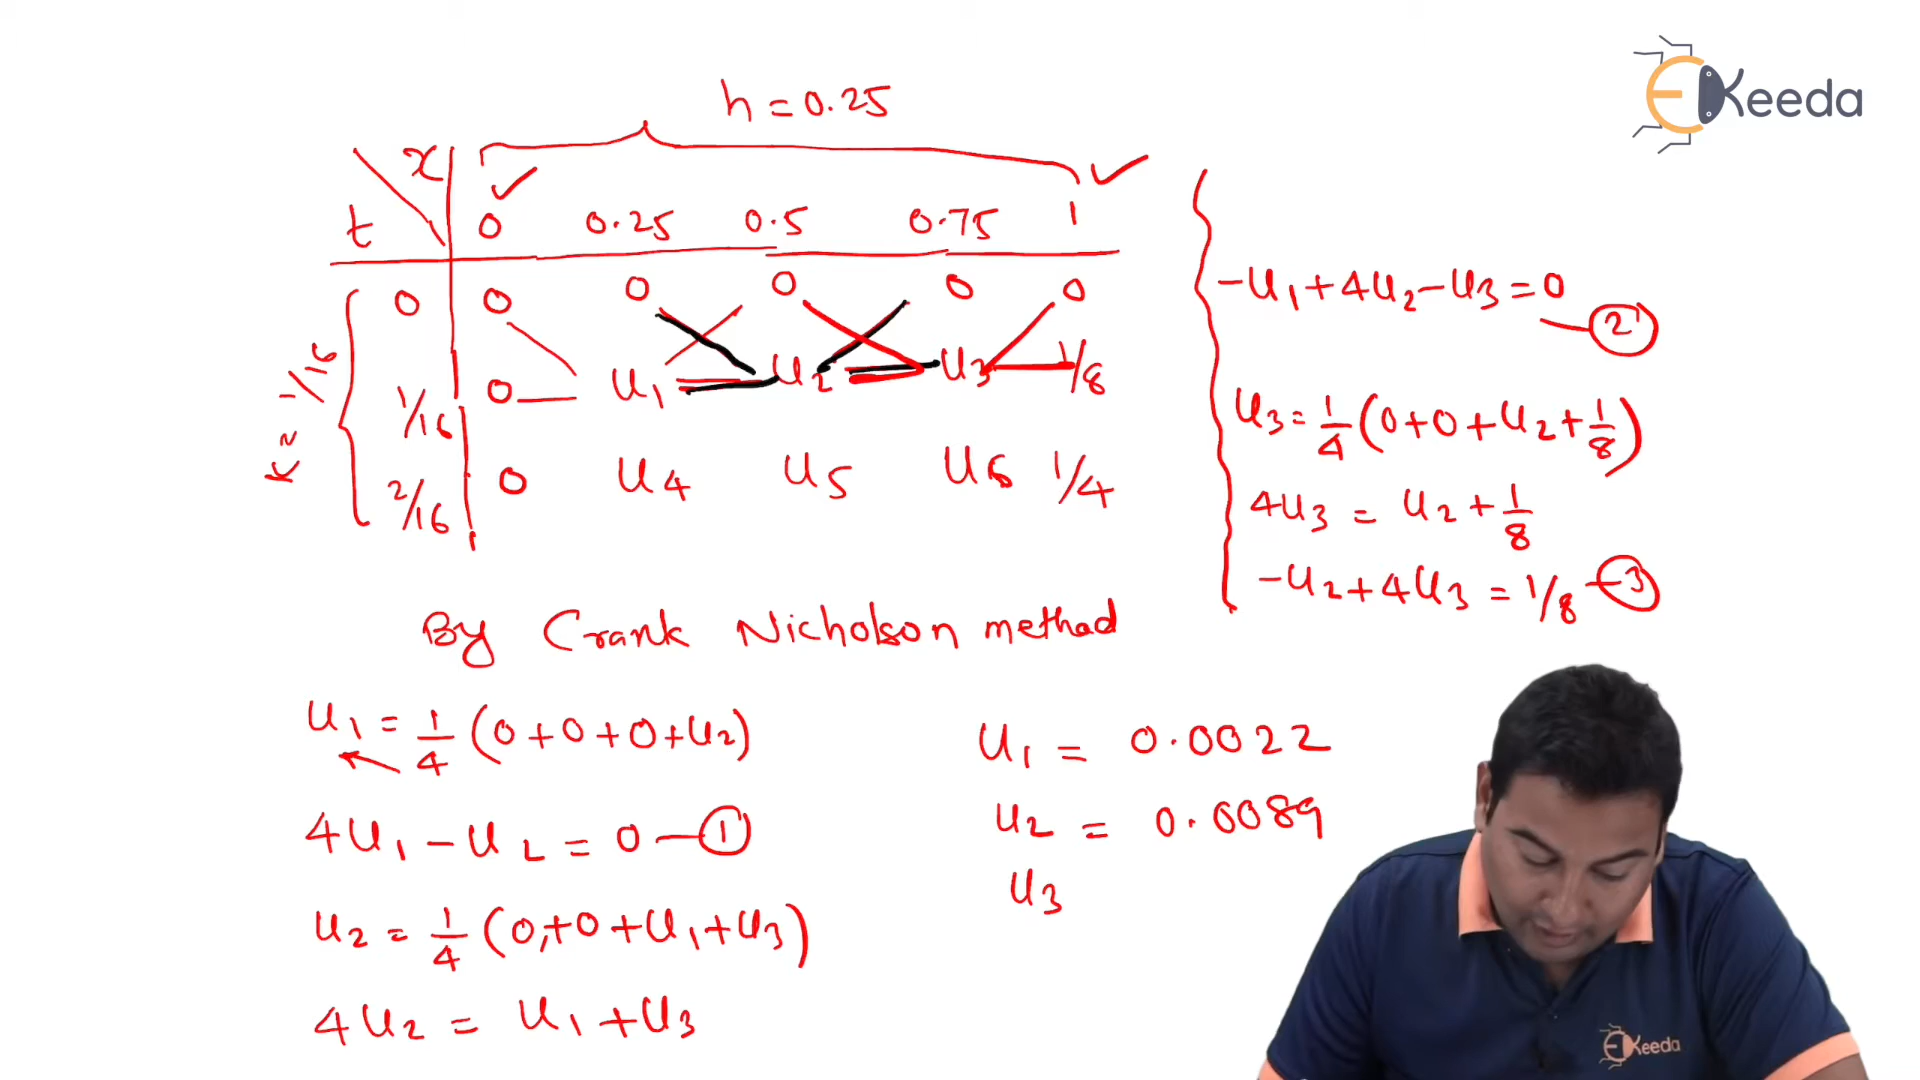 EKeeda
h = 0.25
x
t 0 0.25 0.5 0.75 1
0 0 0 0 0 0
1/16 0 U1 U2 U3 1/8
2/16 0 U4 U5 U6 1/4
K = 1/16
By Crank Nicholson method
U1 = 1/4 (0+0+0+U2)
4U1 - U2 = 0 — 1
U2 = 1/4 (0+0+U1+U3)
4U2 = U1+U3
-U1+4U2-U3=0
— 2
U3 = 1/4 (0+0+U2+1/8)
4U3 = U2+1/8
-U2+4U3 = 1/8 — 3
U1 = 0.0022
U2 = 0.0089
U3
EKeeda